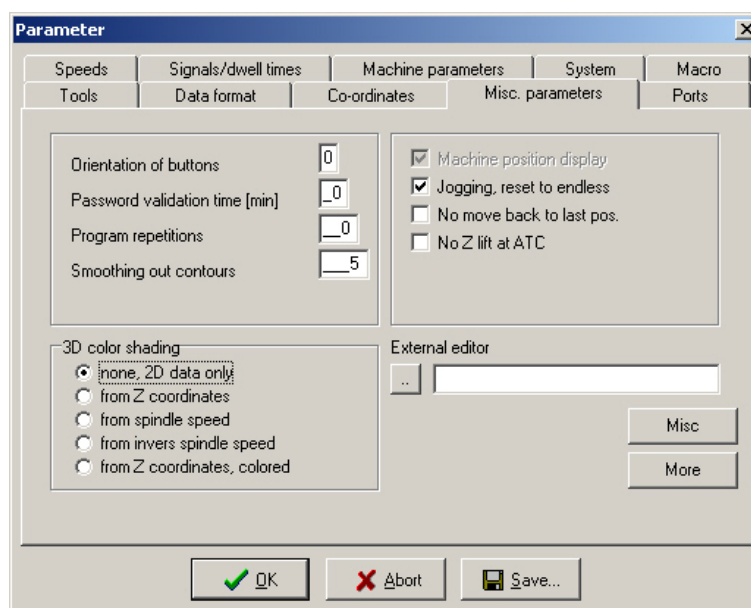 Parameter
Speeds Signals/dwell times Machine parameters System Macro
Tools Data format Co-ordinates Misc. parameters Ports
Orientation of buttons 0
Password validation time [min] _0
Program repetitions __0
Smoothing out contours ___5
Machine position display
Jogging, reset to endless
No move back to last pos.
No Z lift at ATC
3D color shading
none, 2D data only
from Z coordinates
from spindle speed
from invers spindle speed
from Z coordinates, colored
External editor
..
Misc
More
OK Abort Save...